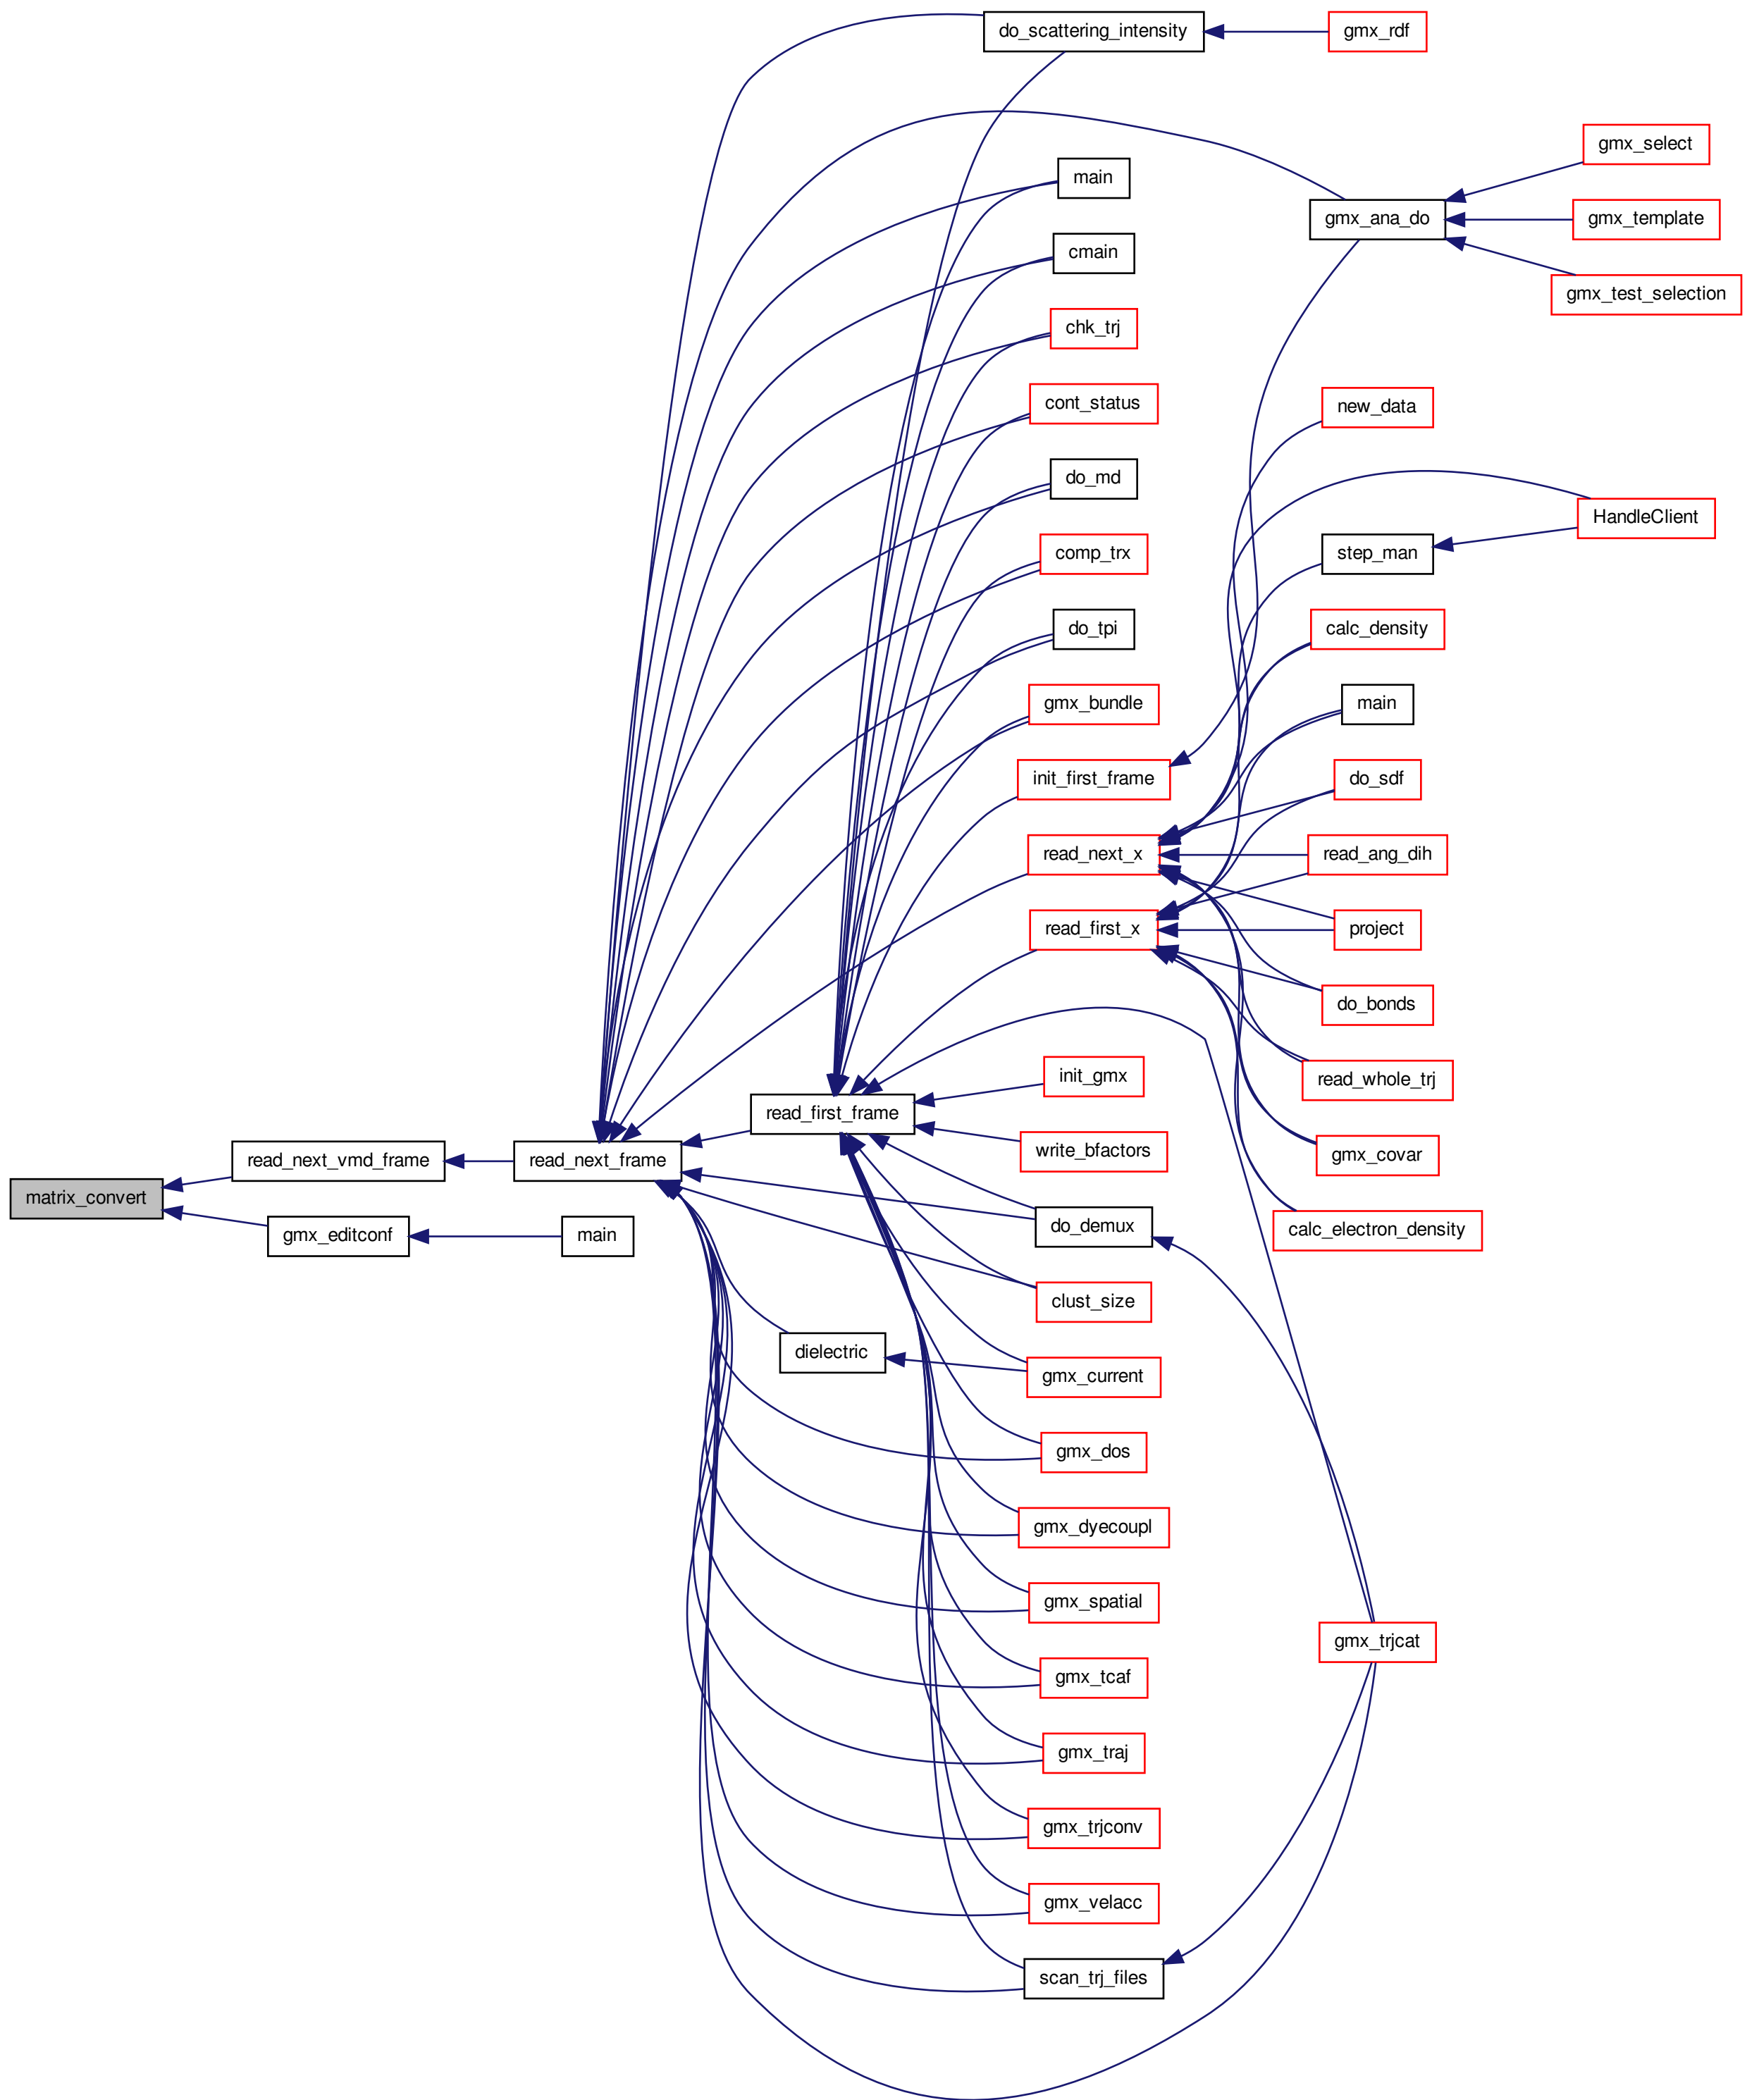 do_scattering_intensity
gmx_rdf
gmx_select
main
gmx_ana_do
gmx_template
cmain
gmx_test_selection
chk_trj
cont_status
new_data
do_md
HandleClient
comp_trx
step_man
do_tpi
calc_density
gmx_bundle
main
init_first_frame
do_sdf
read_next_x
read_ang_dih
read_first_x
project
do_bonds
init_gmx
read_whole_trj
read_first_frame
write_bfactors
gmx_covar
read_next_vmd_frame
read_next_frame
matrix_convert
do_demux
calc_electron_density
gmx_editconf
main
clust_size
dielectric
gmx_current
gmx_dos
gmx_dyecoupl
gmx_spatial
gmx_trjcat
gmx_tcaf
gmx_traj
gmx_trjconv
gmx_velacc
scan_trj_files